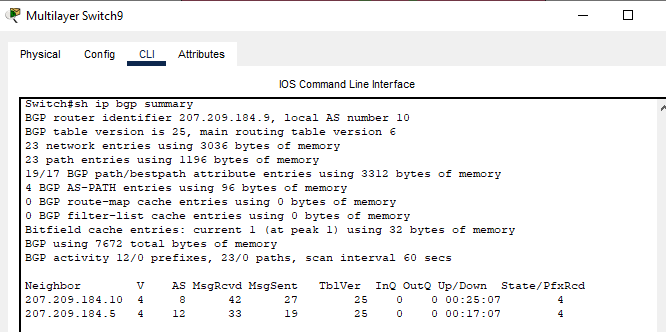 Multilayer Switch9
Physical Config CLI Attributes
IOS Command Line Interface
Switch#sh ip bgp summary
BGP router identifier 207.209.184.9, local AS number 10
BGP table version is 25, main routing table version 6
23 network entries using 3036 bytes of memory
23 path entries using 1196 bytes of memory
19/17 BGP path/bestpath attribute entries using 3312 bytes of memory
4 BGP AS-PATH entries using 96 bytes of memory
0 BGP route-map cache entries using 0 bytes of memory
0 BGP filter-list cache entries using 0 bytes of memory
Bitfield cache entries: current 1 (at peak 1) using 32 bytes of memory
BGP using 7672 total bytes of memory
BGP activity 12/0 prefixes, 23/0 paths, scan interval 60 secs
Neighbor V AS MsgRcvd MsgSent TblVer InQ OutQ Up/Down State/PfxRcd
207.209.184.10 4 8 42 27 25 0 0 00:25:07 4
207.209.184.5 4 12 33 19 25 0 0 00:17:07 4